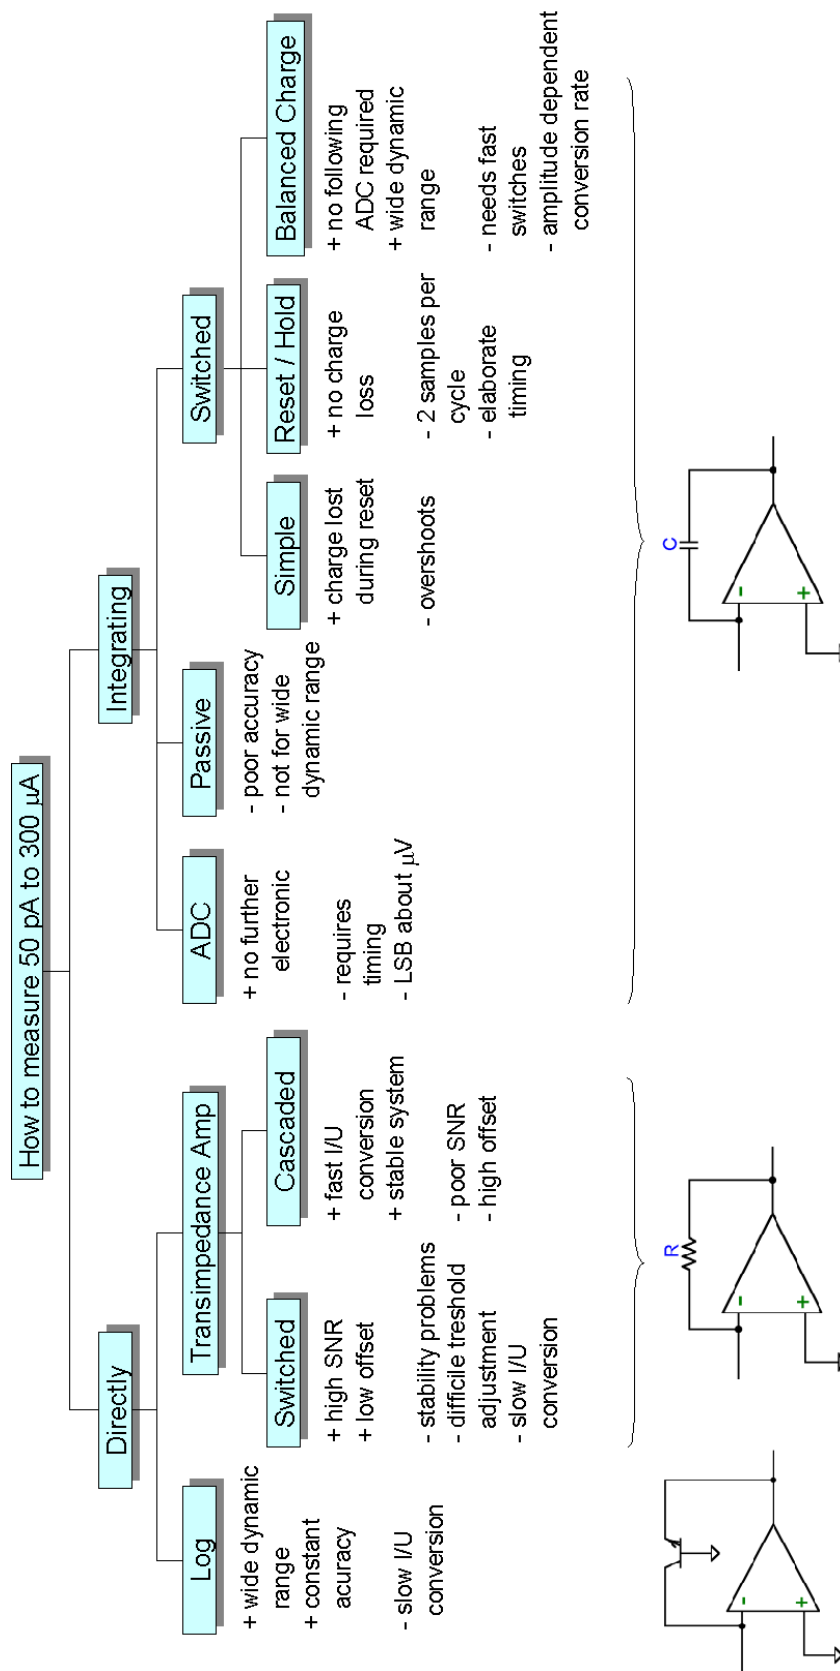 How to measure 50 pA to 300 µA
Directly
Integrating
Log
Transimpedance Amp
ADC
Passive
Switched
Switched
Cascaded
Simple
Reset / Hold
Balanced Charge
+ wide dynamic
range
+ constant
acuracy
- slow I/U
conversion
+ high SNR
+ low offset
- stability problems
- difficile treshold
adjustment
- slow I/U
conversion
+ fast I/U
conversion
+ stable system
- poor SNR
- high offset
+ no further
electronic
- requires
timing
- LSB about µV
- poor accuracy
- not for wide
dynamic range
+ charge lost
during reset
- overshoots
+ no charge
loss
- 2 samples per
cycle
- elaborate
timing
+ no following
ADC required
+ wide dynamic
range
- needs fast
switches
- amplitude dependent
conversion rate
-
+
R
-
+
C
-
+